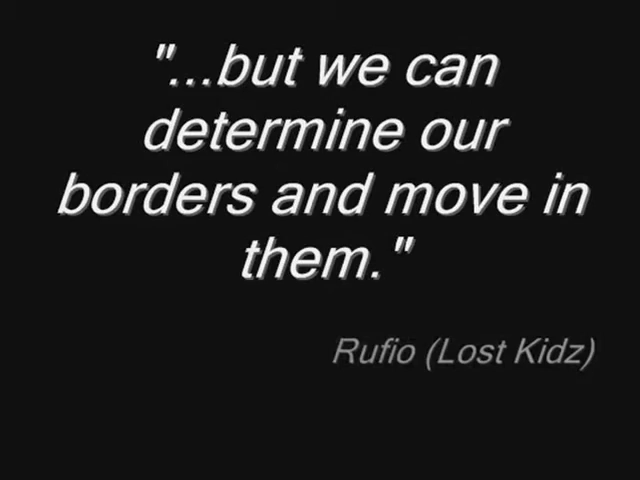 "...but we can
determine our
borders and move in
them."
Rufio (Lost Kidz)